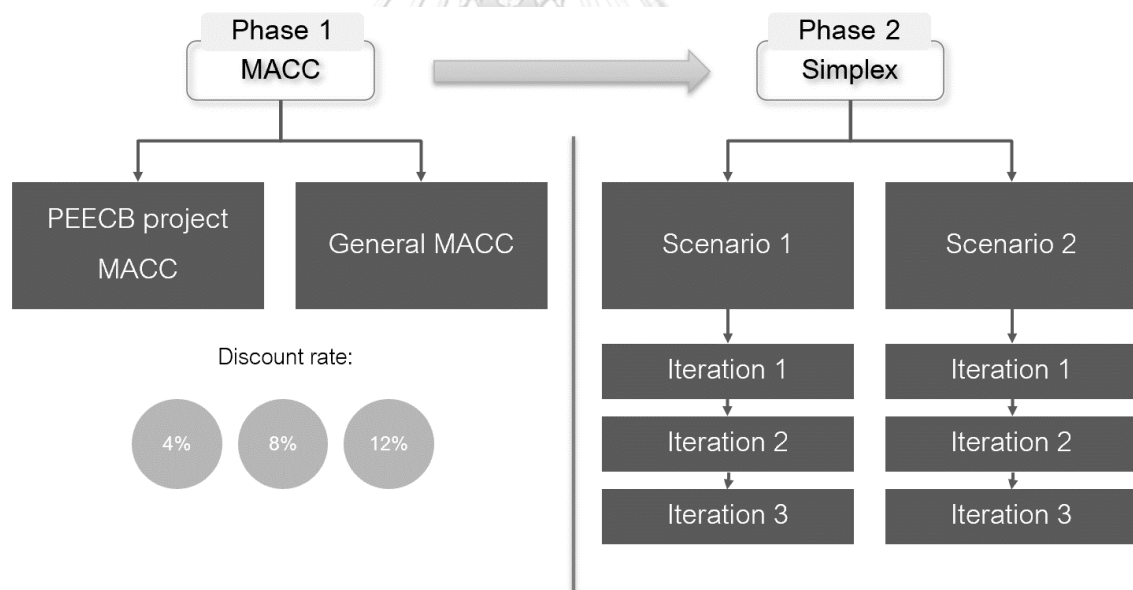 Phase 1
MACC
Phase 2
Simplex
PEECB project
MACC
General MACC
Discount rate:
4%
8%
12%
Scenario 1
Scenario 2
Iteration 1
Iteration 1
Iteration 2
Iteration 2
Iteration 3
Iteration 3